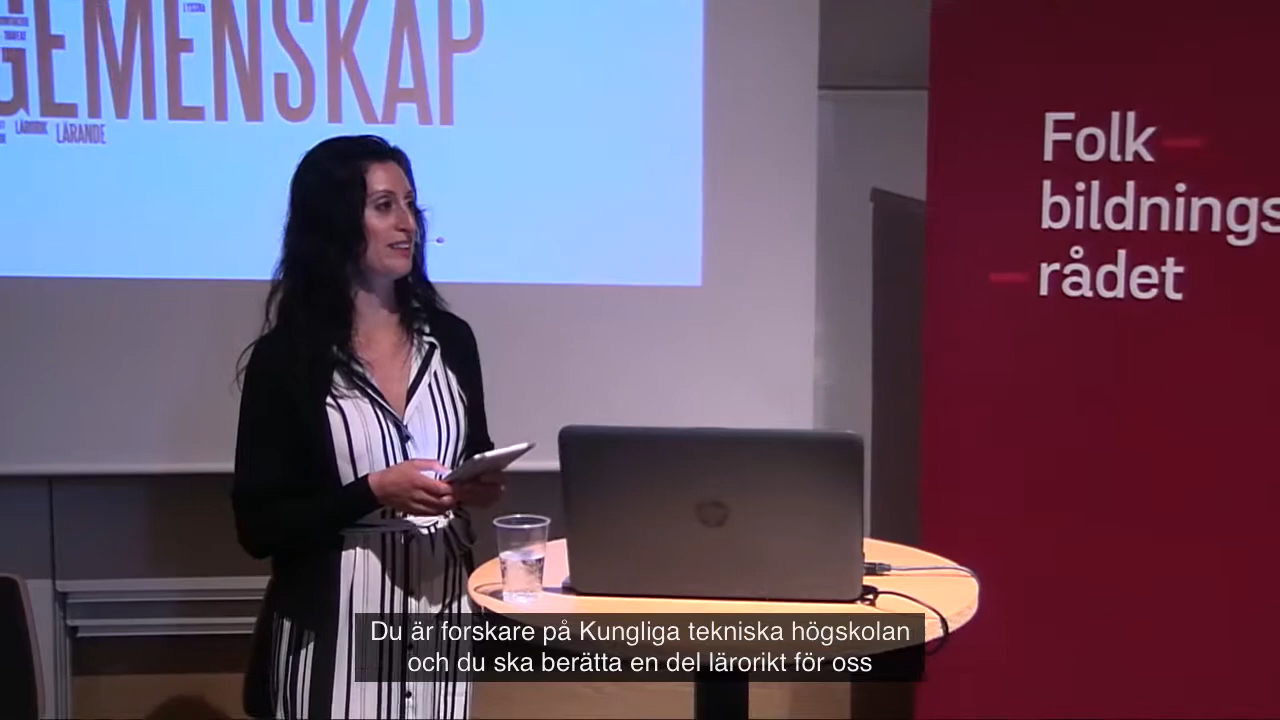 GEMENSKAP
LÄRORIK LÄRANDE
Folk
bildnings
rådet
Du är forskare på Kungliga tekniska högskolan
och du ska berätta en del lärorikt för oss